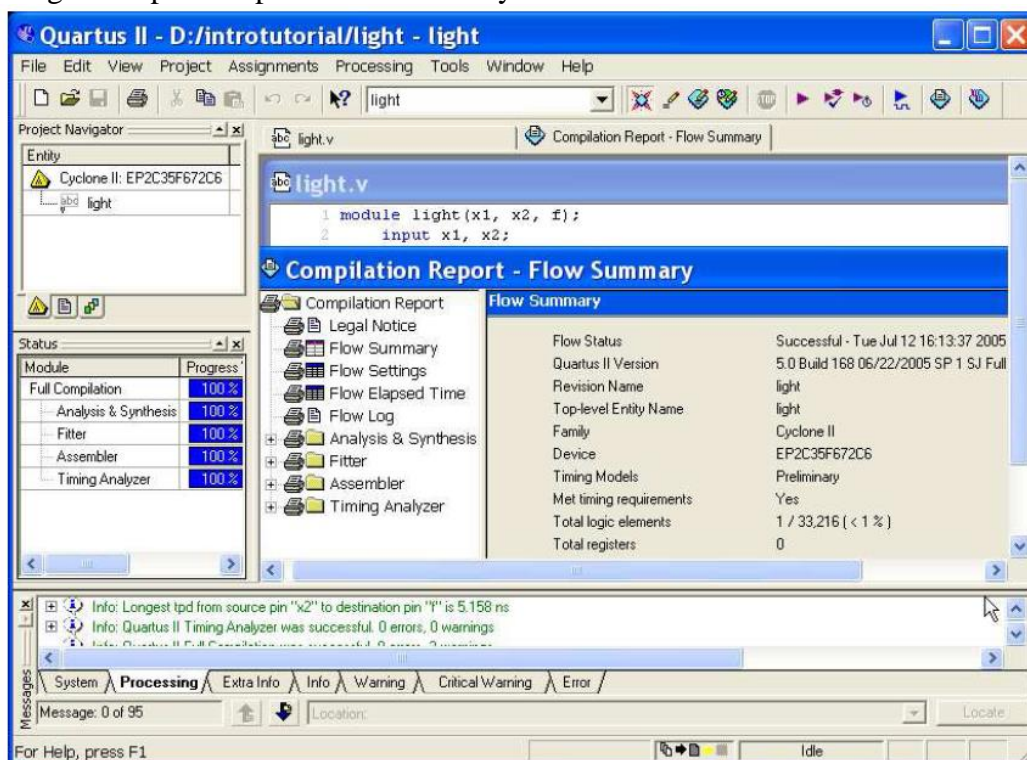 Quartus II - D:/introtutorial/light - light
File Edit View Project Assignments Processing Tools Window Help
light
Project Navigator
Entity
Cyclone II: EP2C35F672C6
abd light
abc light.v
Compilation Report - Flow Summary
abc light.v
1 module light(x1, x2, f);
2 input x1, x2;
Compilation Report - Flow Summary
Compilation Report
Legal Notice
Flow Summary
Flow Settings
Flow Elapsed Time
Flow Log
Analysis & Synthesis
Fitter
Assembler
Timing Analyzer
Flow Summary
Flow Status Successful - Tue Jul 12 16:13:37 2005
Quartus II Version 5.0 Build 168 06/22/2005 SP 1 SJ Full
Revision Name light
Top-level Entity Name light
Family Cyclone II
Device EP2C35F672C6
Timing Models Preliminary
Met timing requirements Yes
Total logic elements 1 / 33,216 ( < 1 % )
Total registers 0
Status
Module Progress
Full Compilation 100 %
Analysis & Synthesis 100 %
Fitter 100 %
Assembler 100 %
Timing Analyzer 100 %
Info: Longest tpd from source pin "x2" to destination pin "f" is 5.158 ns
Info: Quartus II Timing Analyzer was successful. 0 errors, 0 warnings
System Processing Extra Info Info Warning Critical Warning Error
Messages
Message: 0 of 95
Location:
Locate
For Help, press F1
Idle